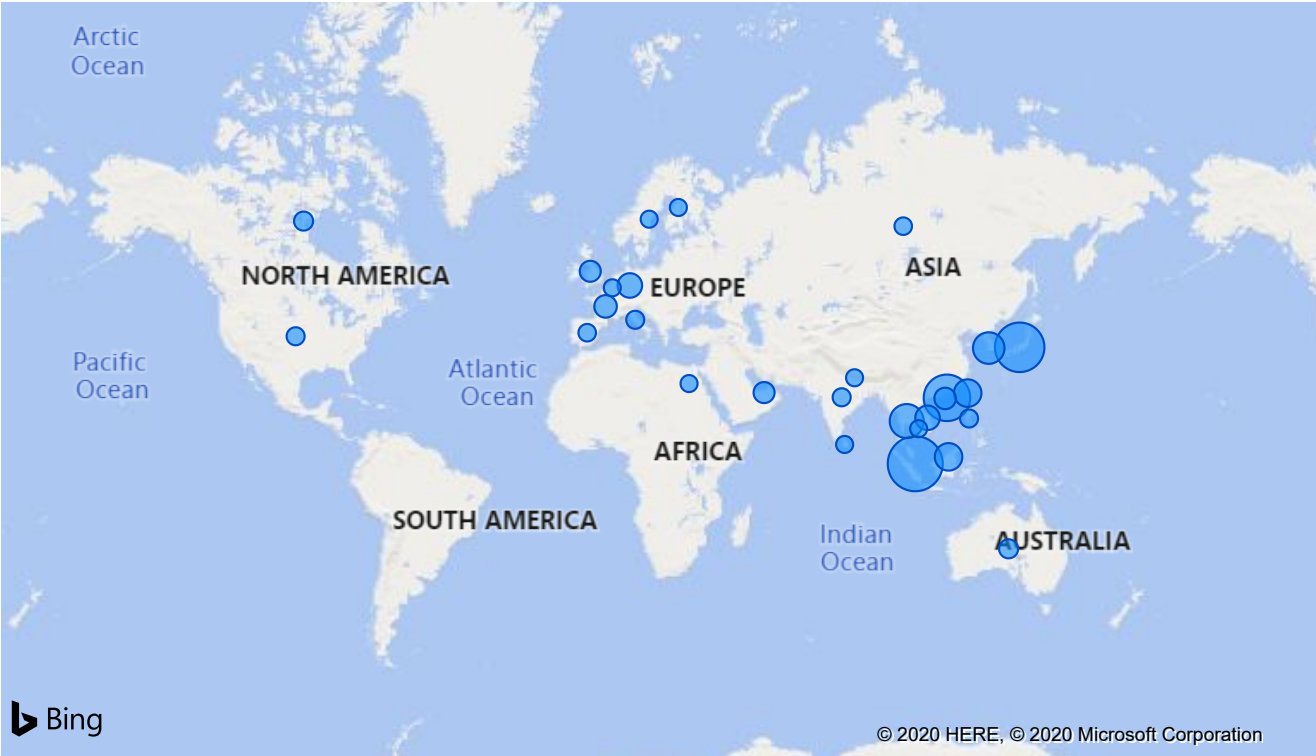 Arctic
Ocean
NORTH AMERICA
ASIA
EUROPE
Pacific
Ocean
Atlantic
Ocean
AFRICA
SOUTH AMERICA
Indian
Ocean
AUSTRALIA
Bing
© 2020 HERE, © 2020 Microsoft Corporation